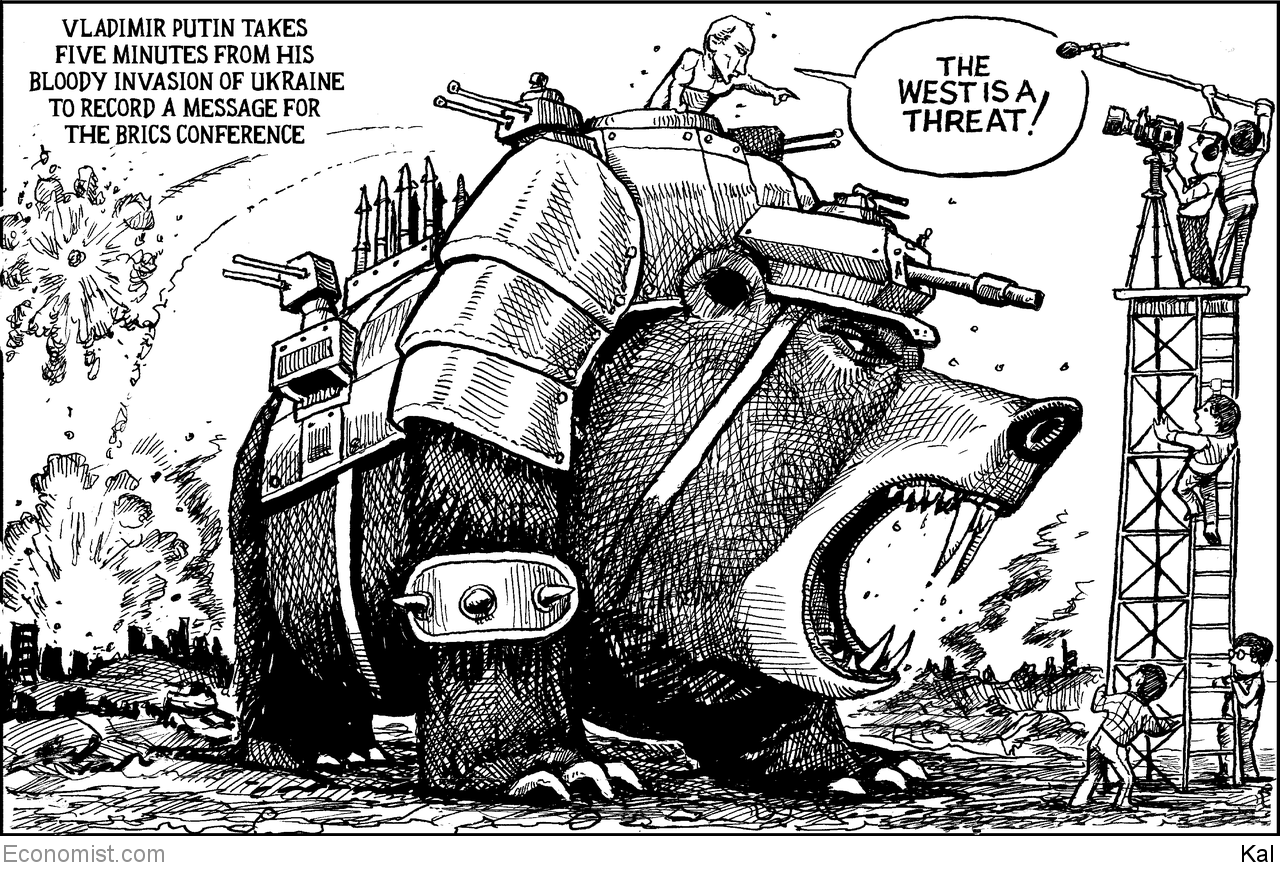 VLADIMIR PUTIN TAKES
FIVE MINUTES FROM HIS
BLOODY INVASION OF UKRAINE
TO RECORD A MESSAGE FOR
THE BRICS CONFERENCE
THE
WEST IS A
THREAT!
Economist.com
Kal